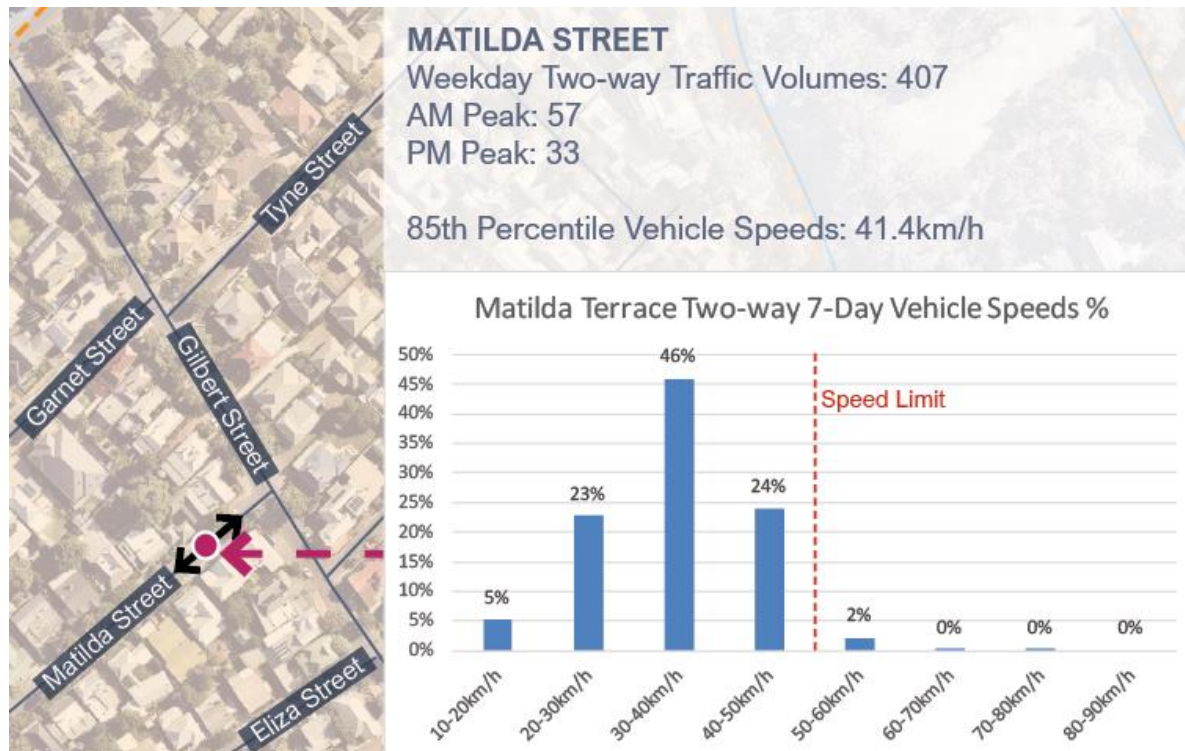 MATILDA STREET
Weekday Two-way Traffic Volumes: 407
AM Peak: 57
PM Peak: 33
85th Percentile Vehicle Speeds: 41.4km/h
Tyne Street
Garnet Street
Gilbert Street
Matilda Street
Eliza Street
Matilda Terrace Two-way 7-Day Vehicle Speeds %
50%
45%
40%
35%
30%
25%
20%
15%
10%
5%
0%
5%
23%
46%
24%
2%
0%
0%
0%
Speed Limit
10-20km/h
20-30km/h
30-40km/h
40-50km/h
50-60km/h
60-70km/h
70-80km/h
80-90km/h